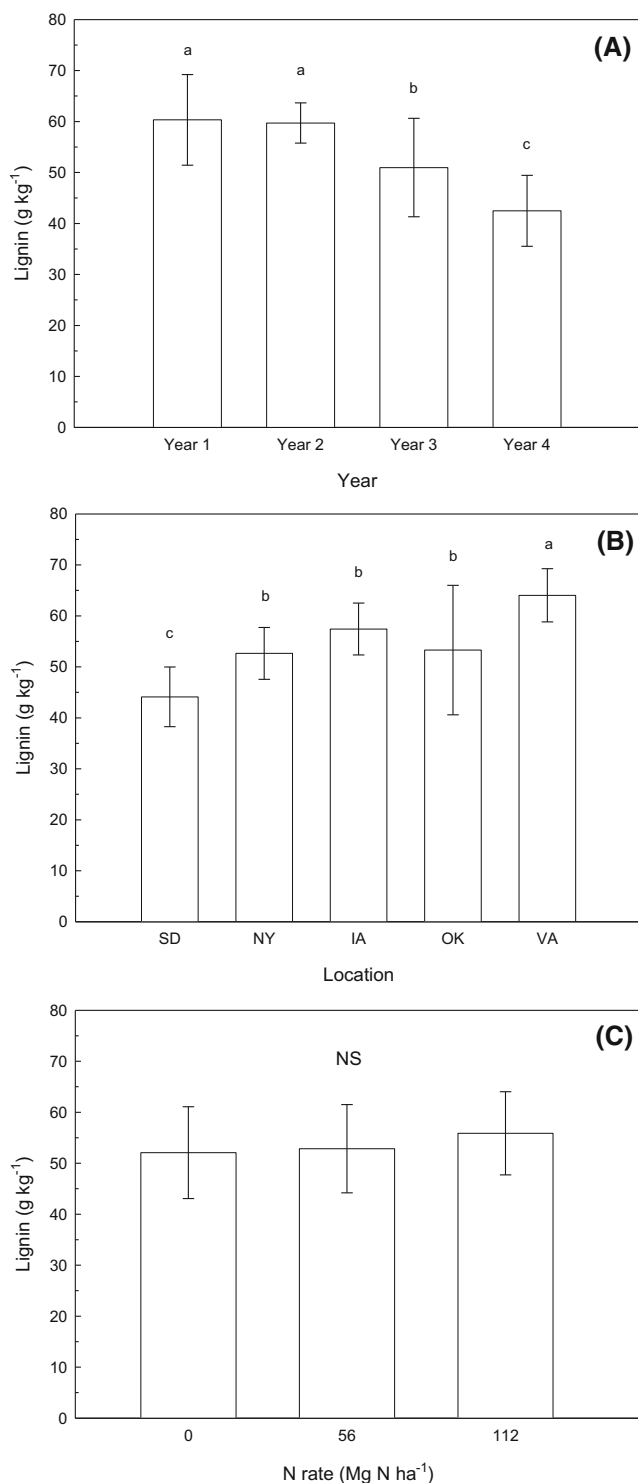 (A)
a a b c
80
70
60
50
40
30
20
10
0
Lignin (g kg⁻¹)
Year 1 Year 2 Year 3 Year 4
Year
(B)
c b b b a
80
70
60
50
40
30
20
10
0
Lignin (g kg⁻¹)
SD NY IA OK VA
Location
(C)
NS
80
70
60
50
40
30
20
10
0
Lignin (g kg⁻¹)
0 56 112
N rate (Mg N ha⁻¹)